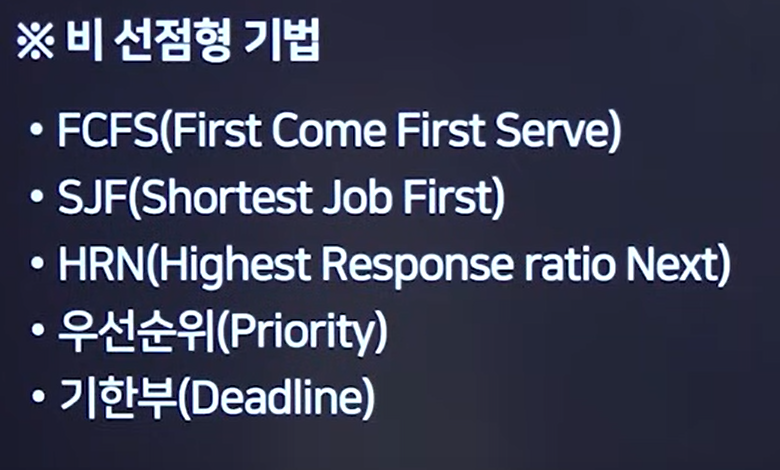 ※ 비 선점형 기법
• FCFS(First Come First Serve)
• SJF(Shortest Job First)
• HRN(Highest Response ratio Next)
• 우선순위(Priority)
• 기한부(Deadline)